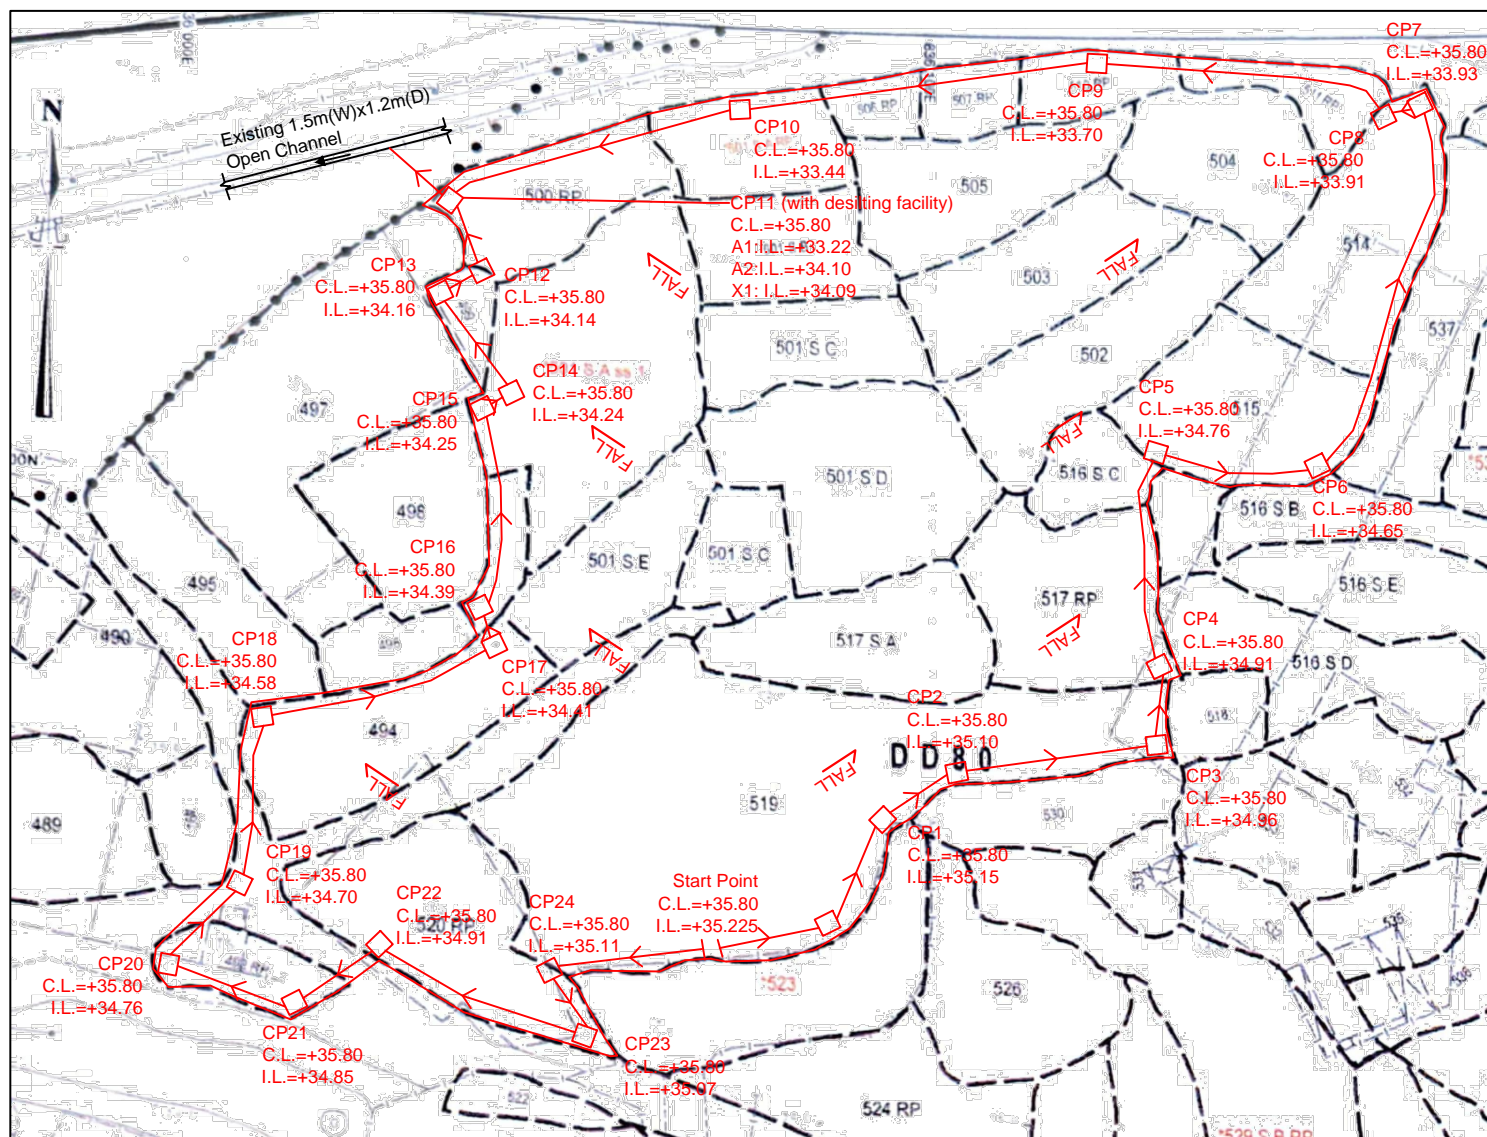 N
Existing 1.5m(W)x1.2m(D)
Open Channel
CP7
C.L.=+35.80
I.L.=+33.93
CP9
C.L.=+35.80
I.L.=+33.70
CP8
C.L.=+35.80
I.L.=+33.91
CP10
C.L.=+35.80
I.L.=+33.44
CP11 (with desilting facility)
C.L.=+35.80
A1:I.L.=+33.22
A2:I.L.=+34.10
X1: I.L.=+34.09
CP13
C.L.=+35.80
I.L.=+34.16
CP12
C.L.=+35.80
I.L.=+34.14
CP14
C.L.=+35.80
I.L.=+34.24
CP15
C.L.=+35.80
I.L.=+34.25
CP5
C.L.=+35.80
I.L.=+34.76
CP6
C.L.=+35.80
I.L.=+34.65
CP16
C.L.=+35.80
I.L.=+34.39
CP18
C.L.=+35.80
I.L.=+34.58
CP17
C.L.=+35.80
I.L.=+34.41
CP4
C.L.=+35.80
I.L.=+34.91
CP2
C.L.=+35.80
I.L.=+35.10
CP3
C.L.=+35.80
I.L.=+34.96
CP1
C.L.=+35.80
I.L.=+35.15
CP19
C.L.=+35.80
I.L.=+34.70
CP22
C.L.=+35.80
I.L.=+34.91
CP24
C.L.=+35.80
I.L.=+35.11
Start Point
C.L.=+35.80
I.L.=+35.225
CP20
C.L.=+35.80
I.L.=+34.76
CP21
C.L.=+35.80
I.L.=+34.85
CP23
C.L.=+35.80
I.L.=+35.07
FALL
FALL
FALL
FALL
FALL
FALL
FALL
FALL
DD80
500 RP
505
504
503
502
514
515
537
501 S C
501 S D
501 S C
501 S E
516 S C
516 S B
516 S E
516 S D
517 RP
517 S A
518
519
520 RP
522
*523
524 RP
526
530
497
498
495
490
494
489